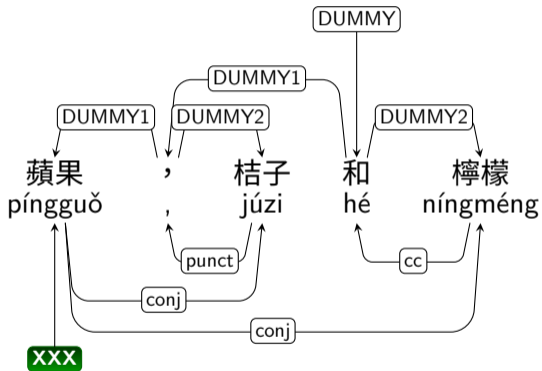 DUMMY
DUMMY1
DUMMY1 DUMMY2 DUMMY2
蘋果 , 桔子 和 檸檬
píngguǒ , júzi hé níngméng
punct cc
conj
conj
XXX